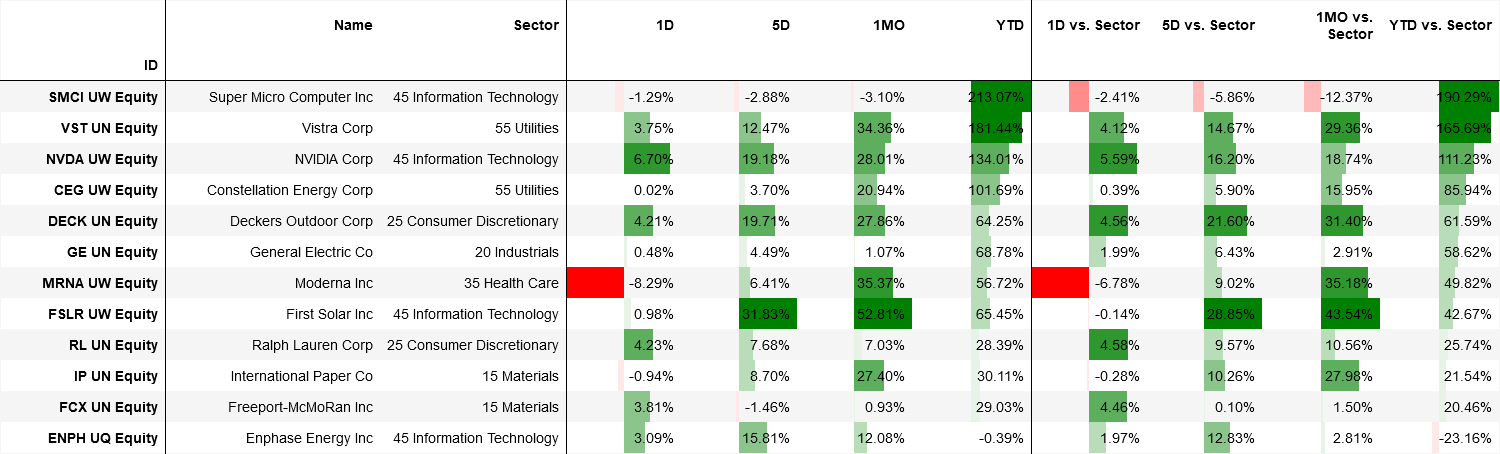 Name Sector 1D 5D 1MO YTD 1D vs. Sector 5D vs. Sector 1MO vs. Sector YTD vs. Sector
ID
SMCI UW Equity Super Micro Computer Inc 45 Information Technology -1.29% -2.88% -3.10% 213.07% -2.41% -5.86% -12.37% 190.29%
VST UN Equity Vistra Corp 55 Utilities 3.75% 12.47% 34.36% 181.44% 4.12% 14.67% 29.36% 165.69%
NVDA UW Equity NVIDIA Corp 45 Information Technology 6.70% 19.18% 28.01% 134.01% 5.59% 16.20% 18.74% 111.23%
CEG UW Equity Constellation Energy Corp 55 Utilities 0.02% 3.70% 20.94% 101.69% 0.39% 5.90% 15.95% 85.94%
DECK UN Equity Deckers Outdoor Corp 25 Consumer Discretionary 4.21% 19.71% 27.86% 64.25% 4.56% 21.60% 31.40% 61.59%
GE UN Equity General Electric Co 20 Industrials 0.48% 4.49% 1.07% 68.78% 1.99% 6.43% 2.91% 58.62%
MRNA UW Equity Moderna Inc 35 Health Care -8.29% 6.41% 35.37% 56.72% -6.78% 9.02% 35.18% 49.82%
FSLR UW Equity First Solar Inc 45 Information Technology 0.98% 31.83% 52.81% 65.45% -0.14% 28.85% 43.54% 42.67%
RL UN Equity Ralph Lauren Corp 25 Consumer Discretionary 4.23% 7.68% 7.03% 28.39% 4.58% 9.57% 10.56% 25.74%
IP UN Equity International Paper Co 15 Materials -0.94% 8.70% 27.40% 30.11% -0.28% 10.26% 27.98% 21.54%
FCX UN Equity Freeport-McMoRan Inc 15 Materials 3.81% -1.46% 0.93% 29.03% 4.46% 0.10% 1.50% 20.46%
ENPH UQ Equity Enphase Energy Inc 45 Information Technology 3.09% 15.81% 12.08% -0.39% 1.97% 12.83% 2.81% -23.16%